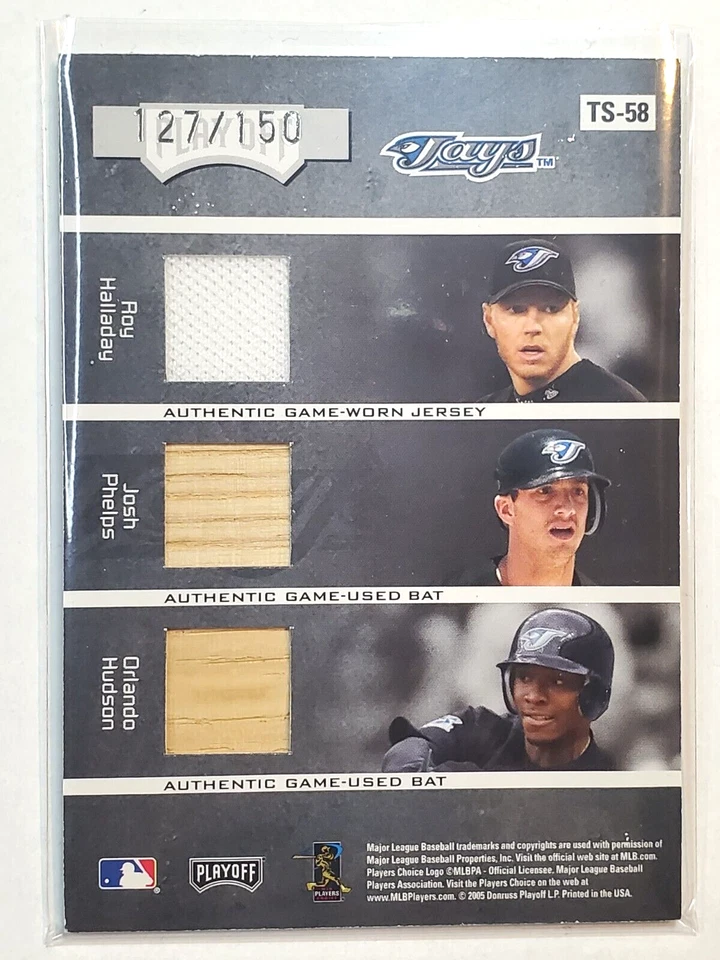 127/150
PLAYOFF
TS-58
Jays™
Roy
Halladay
AUTHENTIC GAME-WORN JERSEY
Josh
Phelps
AUTHENTIC GAME-USED BAT
Orlando
Hudson
AUTHENTIC GAME-USED BAT
PLAYOFF
PLAYERS
Major League Baseball trademarks and copyrights are used with permission of
Major League Baseball Properties, Inc. Visit the official web site at MLB.com.
Players Choice Logo ©MLBPA - Official Licensee, Major League Baseball
Players Association. Visit the Players Choice on the web at
www.MLBPlayers.com. © 2005 Donruss Playoff L.P. Printed in the USA.